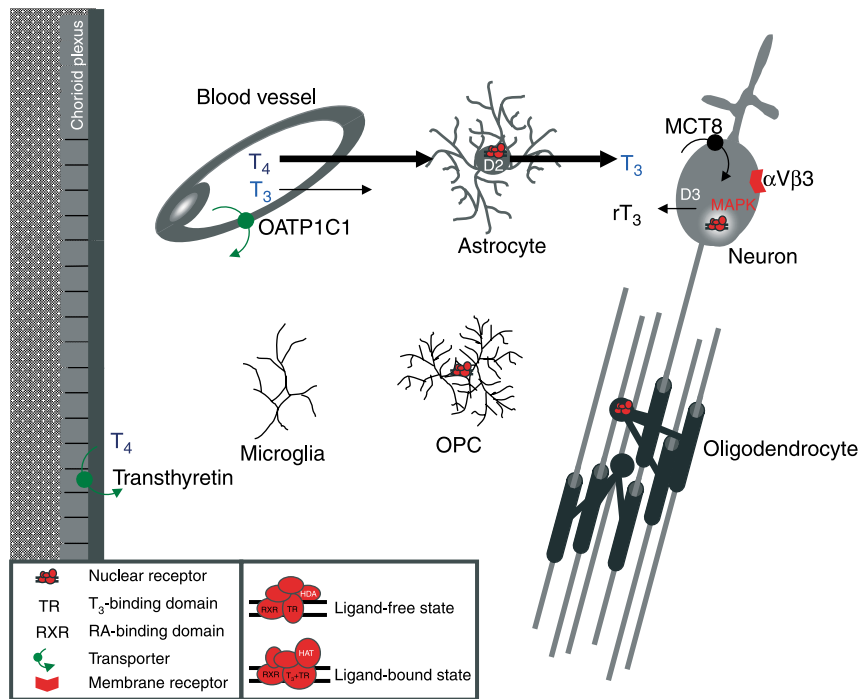 Chorioid plexus
Blood vessel
T4
T3
OATP1C1
D2
Astrocyte
T3
MCT8
αVβ3
D3
MAPK
rT3
Neuron
Microglia
OPC
Oligodendrocyte
T4
Transthyretin
Nuclear receptor
TR T3-binding domain
RXR RA-binding domain
Transporter
Membrane receptor
HDA
RXR TR
Ligand-free state
HAT
RXR T3+TR
Ligand-bound state